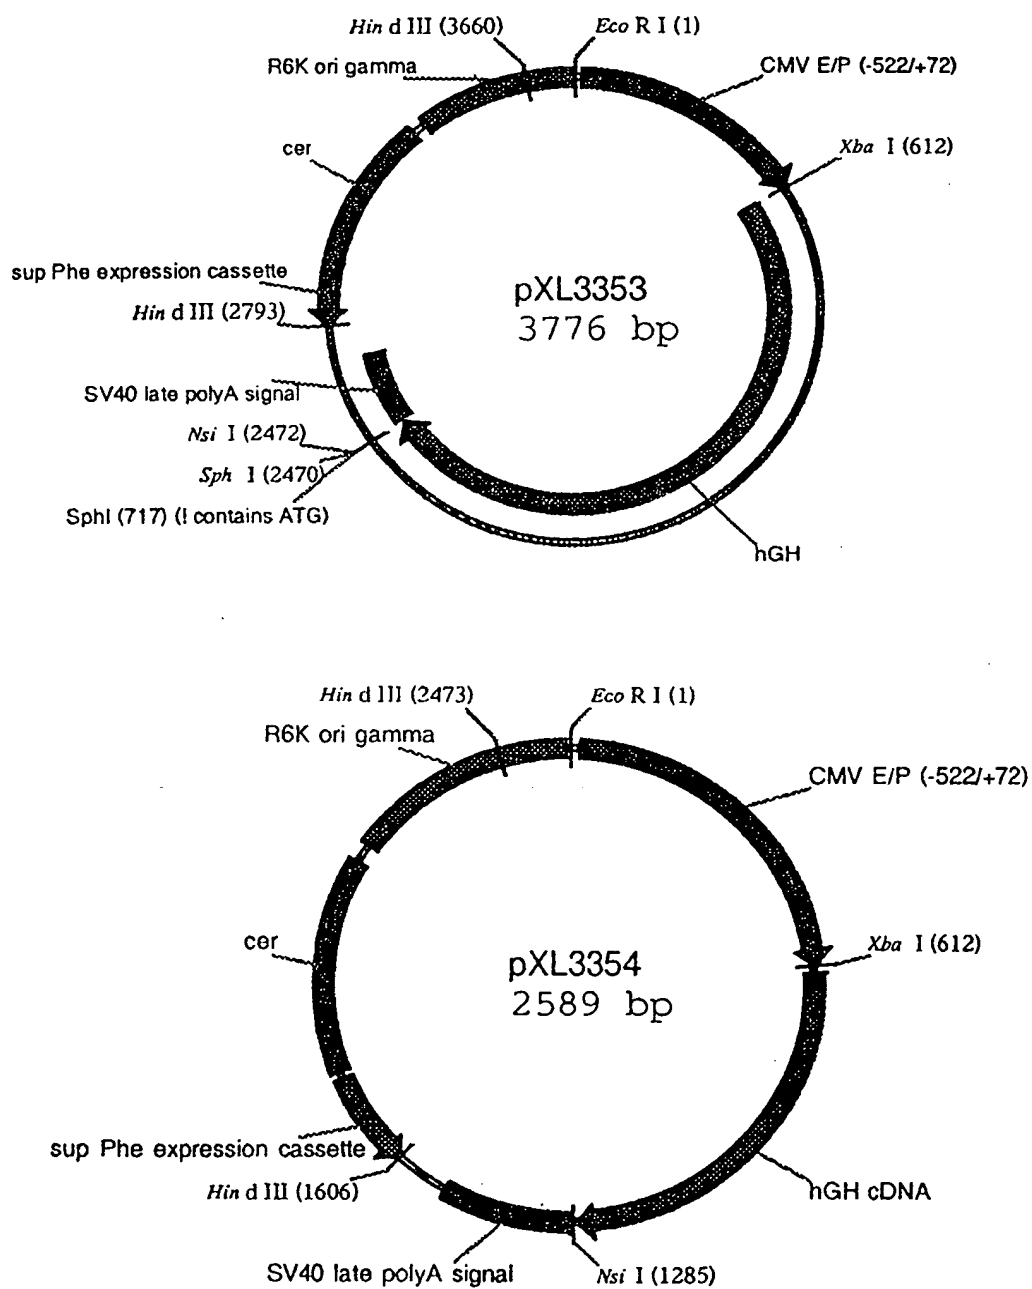 Hin d III (3660)
Eco R I (1)
R6K ori gamma
CMV E/P (-522/+72)
cer
Xba I (612)
sup Phe expression cassette
Hin d III (2793)
pXL3353
3776 bp
SV40 late polyA signal
Nsi I (2472)
Sph I (2470)
SphI (717) (! contains ATG)
hGH
Hin d III (2473)
Eco R I (1)
R6K ori gamma
CMV E/P (-522/+72)
cer
Xba I (612)
pXL3354
2589 bp
sup Phe expression cassette
Hin d III (1606)
hGH cDNA
SV40 late polyA signal
Nsi I (1285)